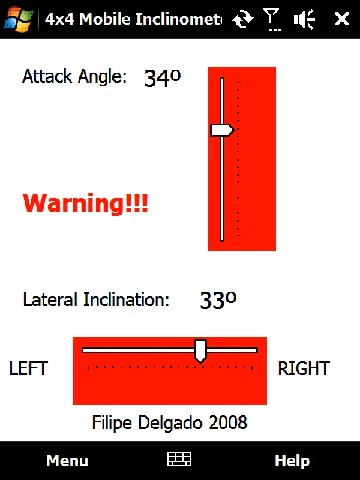 4x4 Mobile Inclinomet
Attack Angle: 34º
Warning!!!
Lateral Inclination: 33º
LEFT
RIGHT
Filipe Delgado 2008
Menu
Help